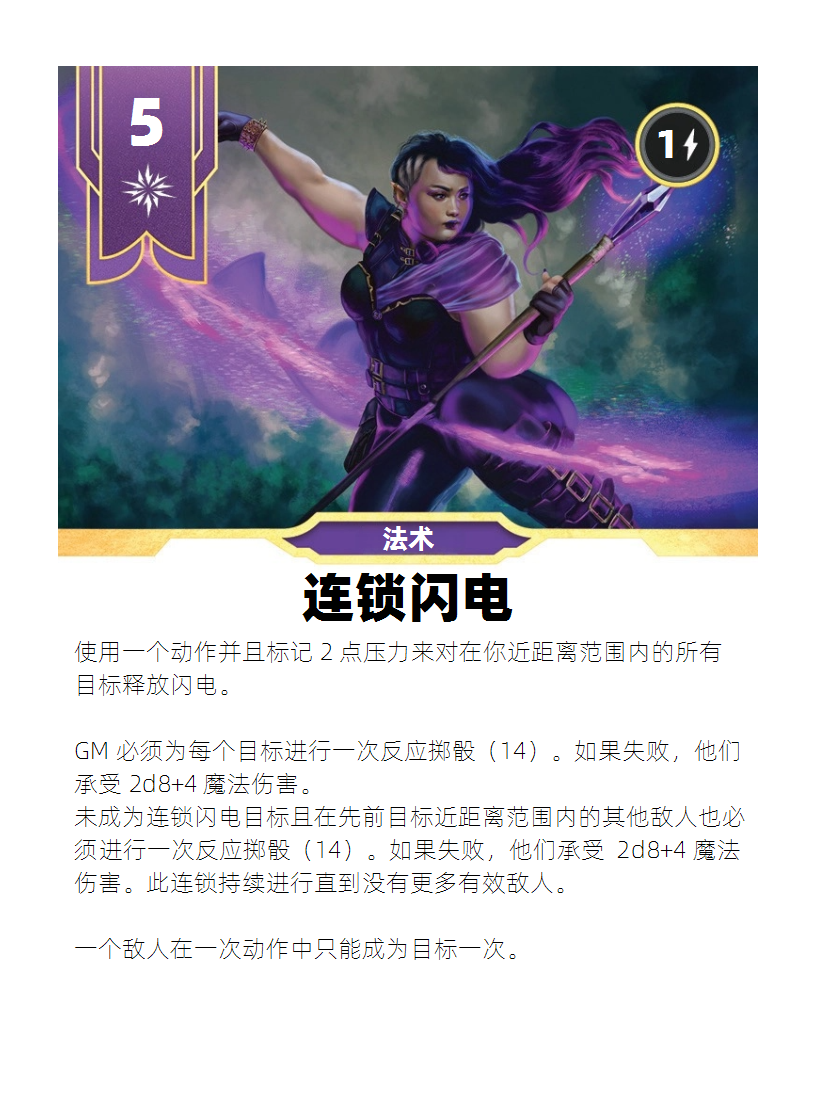 5
1
法术
连锁闪电
使用一个动作并且标记 2 点压力来对在你近距离范围内的所有
目标释放闪电。
GM 必须为每个目标进行一次反应掷骰（14）。如果失败，他们
承受 2d8+4 魔法伤害。
未成为连锁闪电目标且在先前目标近距离范围内的其他敌人也必
须进行一次反应掷骰（14）。如果失败，他们承受 2d8+4 魔法
伤害。此连锁持续进行直到没有更多有效敌人。
一个敌人在一次动作中只能成为目标一次。